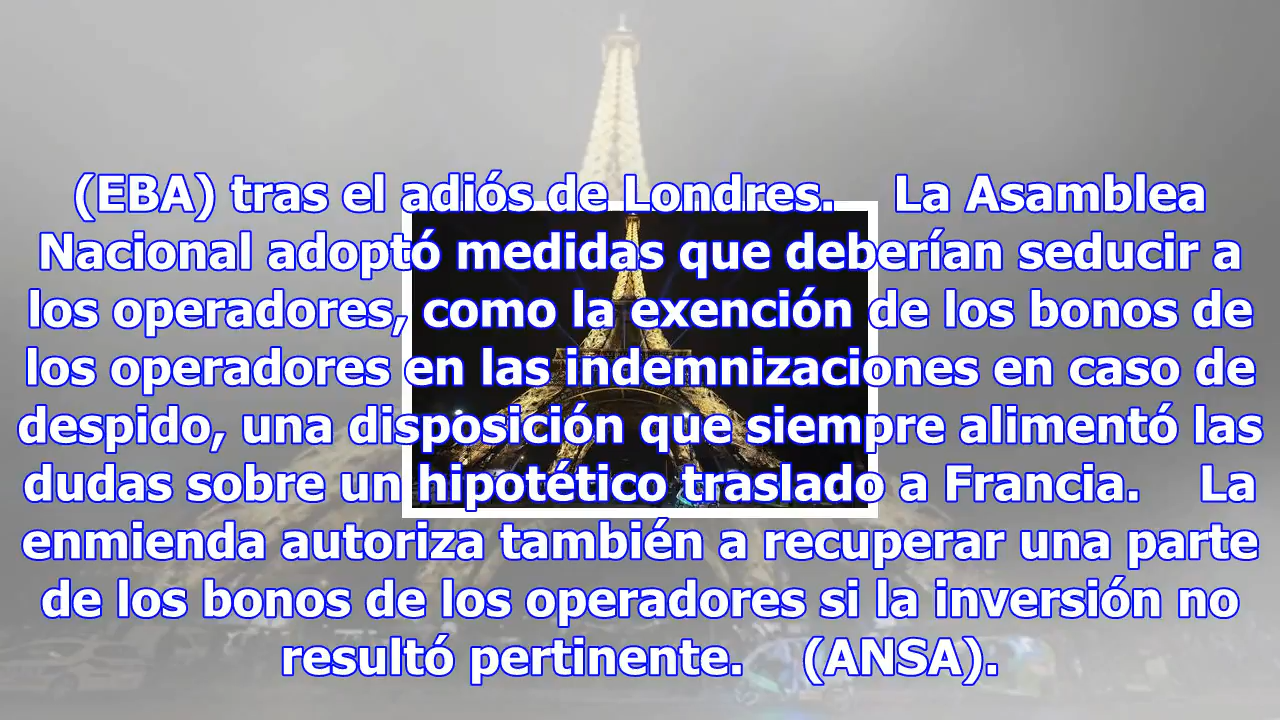 (EBA) tras el adiós de Londres. La Asamblea
Nacional adoptó medidas que deberían seducir a
los operadores, como la exención de los bonos de
los operadores en las indemnizaciones en caso de
despido, una disposición que siempre alimentó las
dudas sobre un hipotético traslado a Francia. La
enmienda autoriza también a recuperar una parte
de los bonos de los operadores si la inversión no
resultó pertinente. (ANSA).